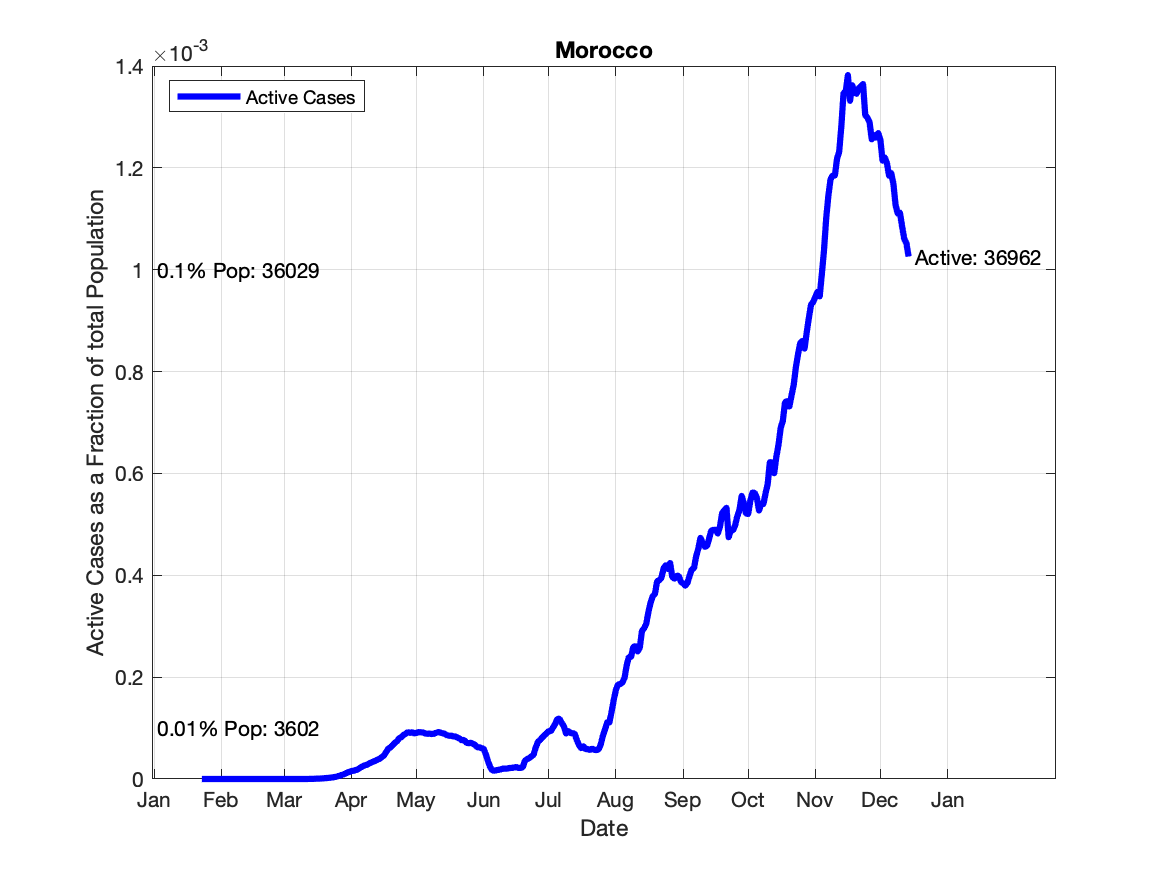 Morocco
×10-3
Active Cases
1.4
1.2
1
0.8
0.6
0.4
0.2
0
0.1% Pop: 36029
0.01% Pop: 3602
Active: 36962
Active Cases as a Fraction of total Population
Jan Feb Mar Apr May Jun Jul Aug Sep Oct Nov Dec Jan
Date